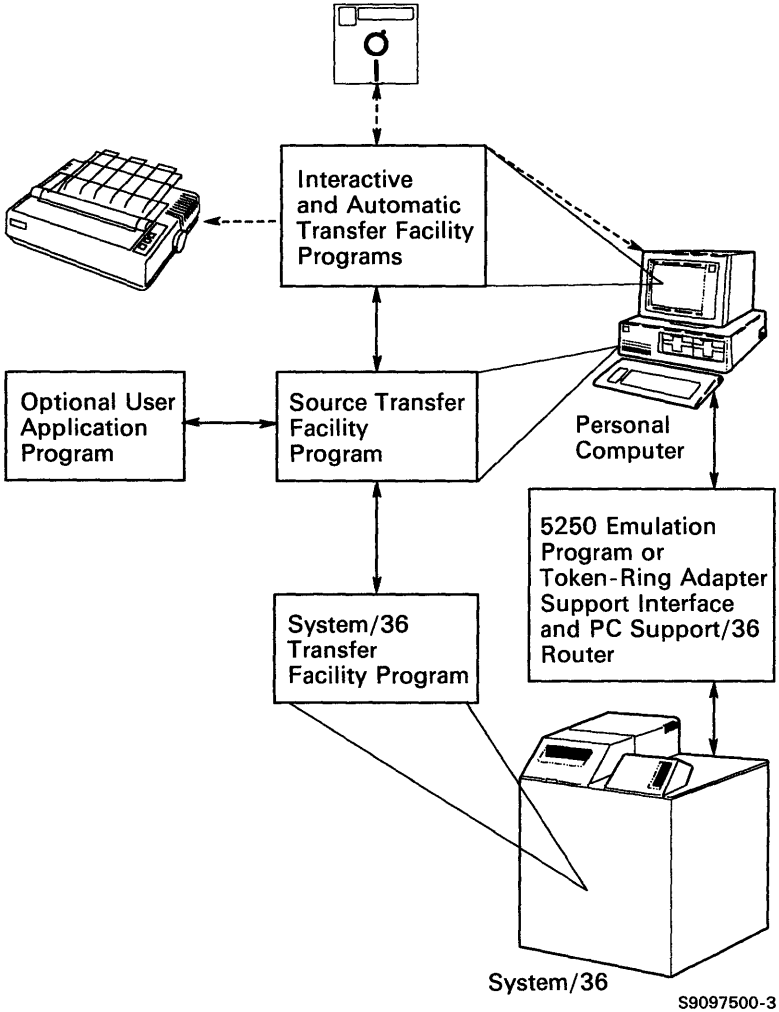 Interactive
and Automatic
Transfer Facility
Programs
Optional User
Application
Program
Source Transfer
Facility
Program
Personal
Computer
5250 Emulation
Program or
Token-Ring Adapter
Support Interface
and PC Support/36
Router
System/36
Transfer
Facility Program
System/36
S9097500-3